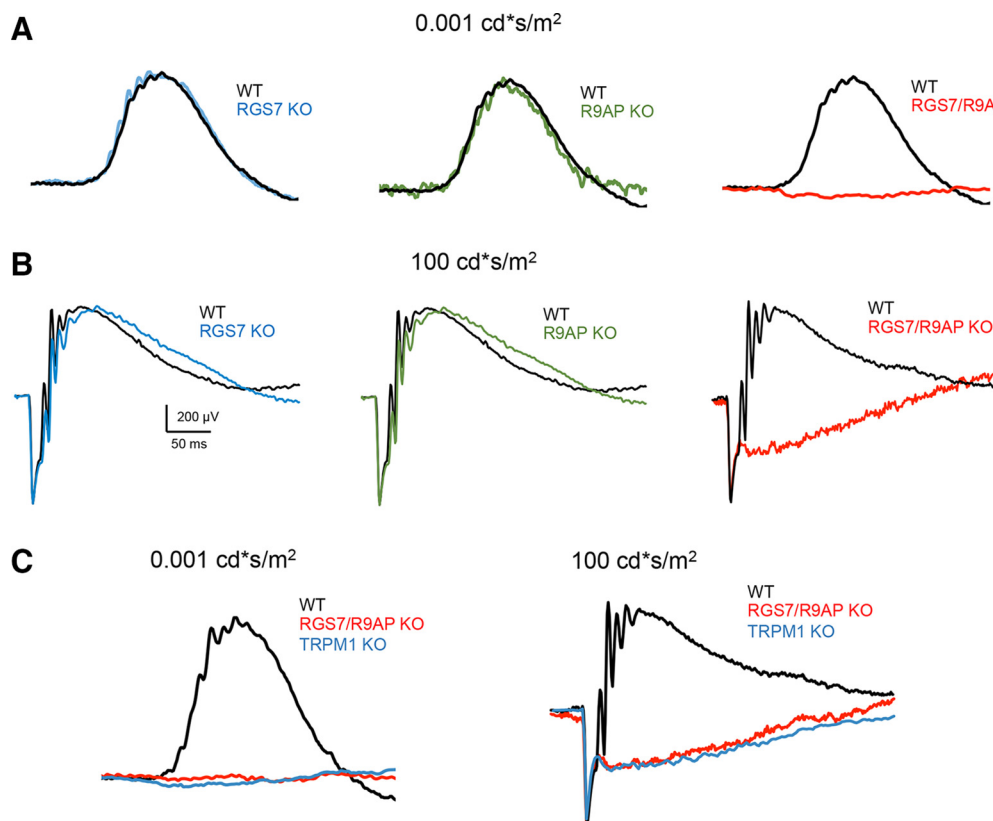 A
0.001 cd*s/m²
WT
RGS7 KO
WT
R9AP KO
WT
RGS7/R9A
B
100 cd*s/m²
WT
RGS7 KO
200 µV
50 ms
WT
R9AP KO
WT
RGS7/R9AP KO
C
0.001 cd*s/m²
WT
RGS7/R9AP KO
TRPM1 KO
100 cd*s/m²
WT
RGS7/R9AP KO
TRPM1 KO